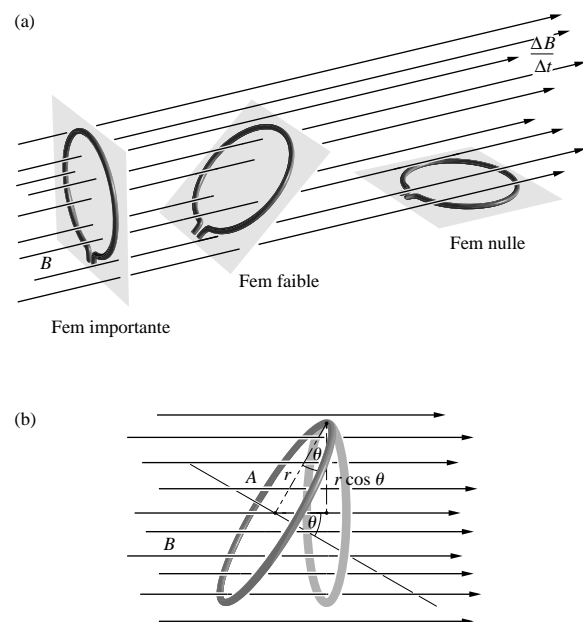 (a)
ΔB
Δt
B
Fem nulle
Fem faible
Fem importante
(b)
A
θ
r
r cos θ
θ
B